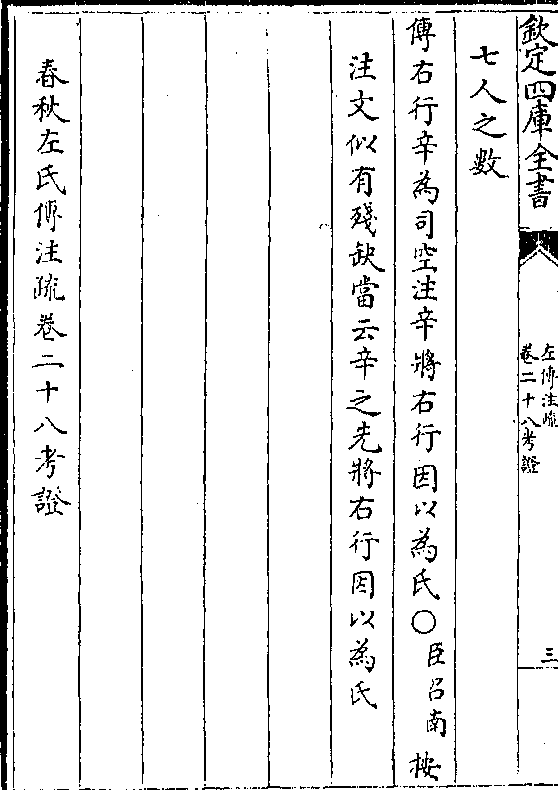 欽定四庫全書
左傳注疏
卷二十八考證
三
七人之數
傳右行辛為司空注辛將右行因以為氏〇臣召南按
注文似有殘缺當云辛之先將右行因以為氏
春秋左氏傳注疏卷二十八考證